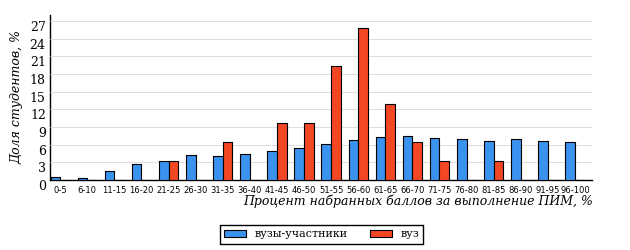 Доля студентов, %
27
24
21
18
15
12
9
6
3
0
0-5 6-10 11-15 16-20 21-25 26-30 31-35 36-40 41-45 46-50 51-55 56-60 61-65 66-70 71-75 76-80 81-85 86-90 91-95 96-100
Процент набранных баллов за выполнение ПИМ, %
вузы-участники вуз